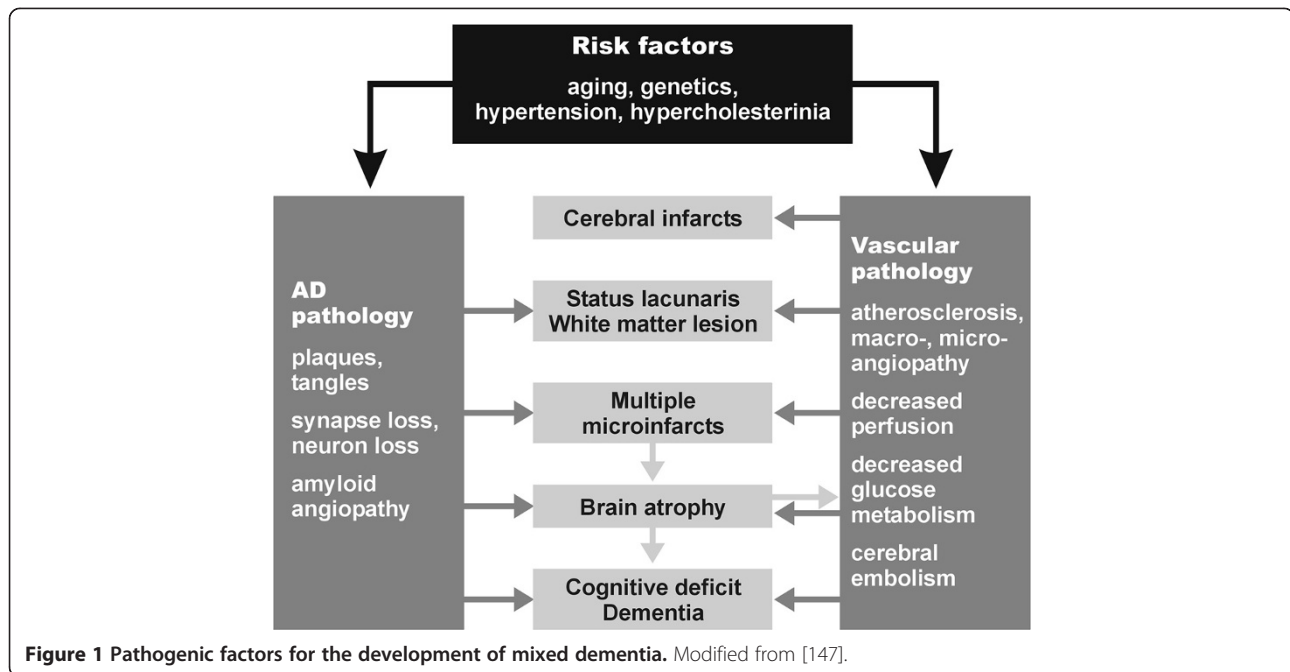 Risk factors
aging, genetics,
hypertension, hypercholesterinia
AD
pathology
plaques,
tangles
synapse loss,
neuron loss
amyloid
angiopathy
Cerebral infarcts
Status lacunaris
White matter lesion
Multiple
microinfarcts
Brain atrophy
Cognitive deficit
Dementia
Vascular
pathology
atherosclerosis,
macro-, micro-
angiopathy
decreased
perfusion
decreased
glucose
metabolism
cerebral
embolism
Figure 1 Pathogenic factors for the development of mixed dementia. Modified from [147].